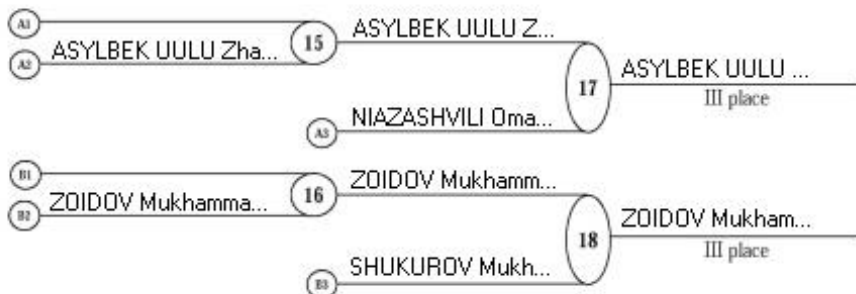 A1
ASYLBEK UULU Zha...
A2
15
ASYLBEK UULU Z...
NIAZASHVILI Oma...
A3
17
ASYLBEK UULU ...
III place
B1
ZOIDOV Mukhamma...
B2
16
ZOIDOV Mukhamm...
SHUKUROV Mukh...
B3
18
ZOIDOV Mukham...
III place